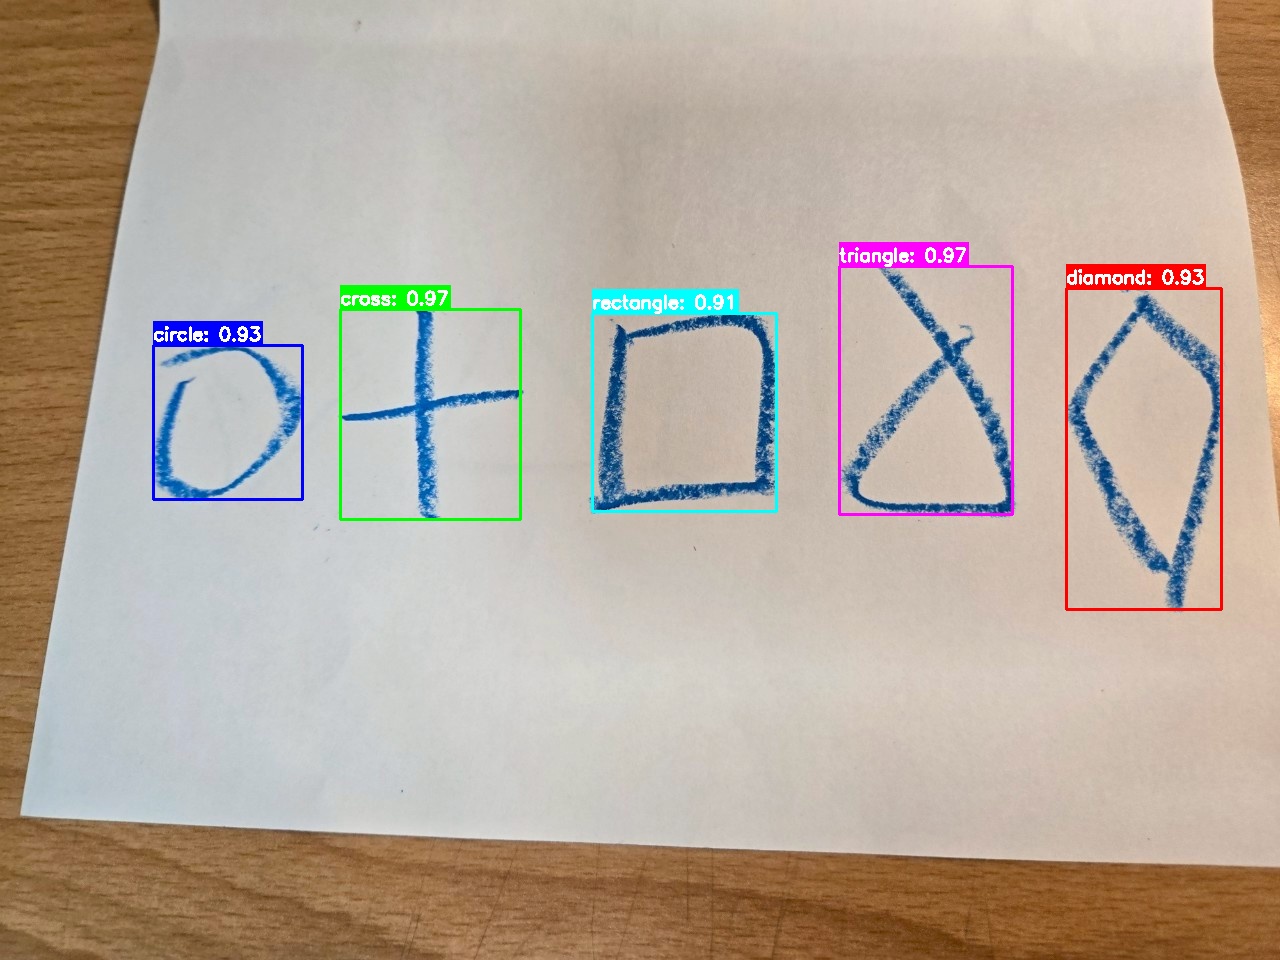 circle: 0.93
cross: 0.97
rectangle: 0.91
triangle: 0.97
diamond: 0.93